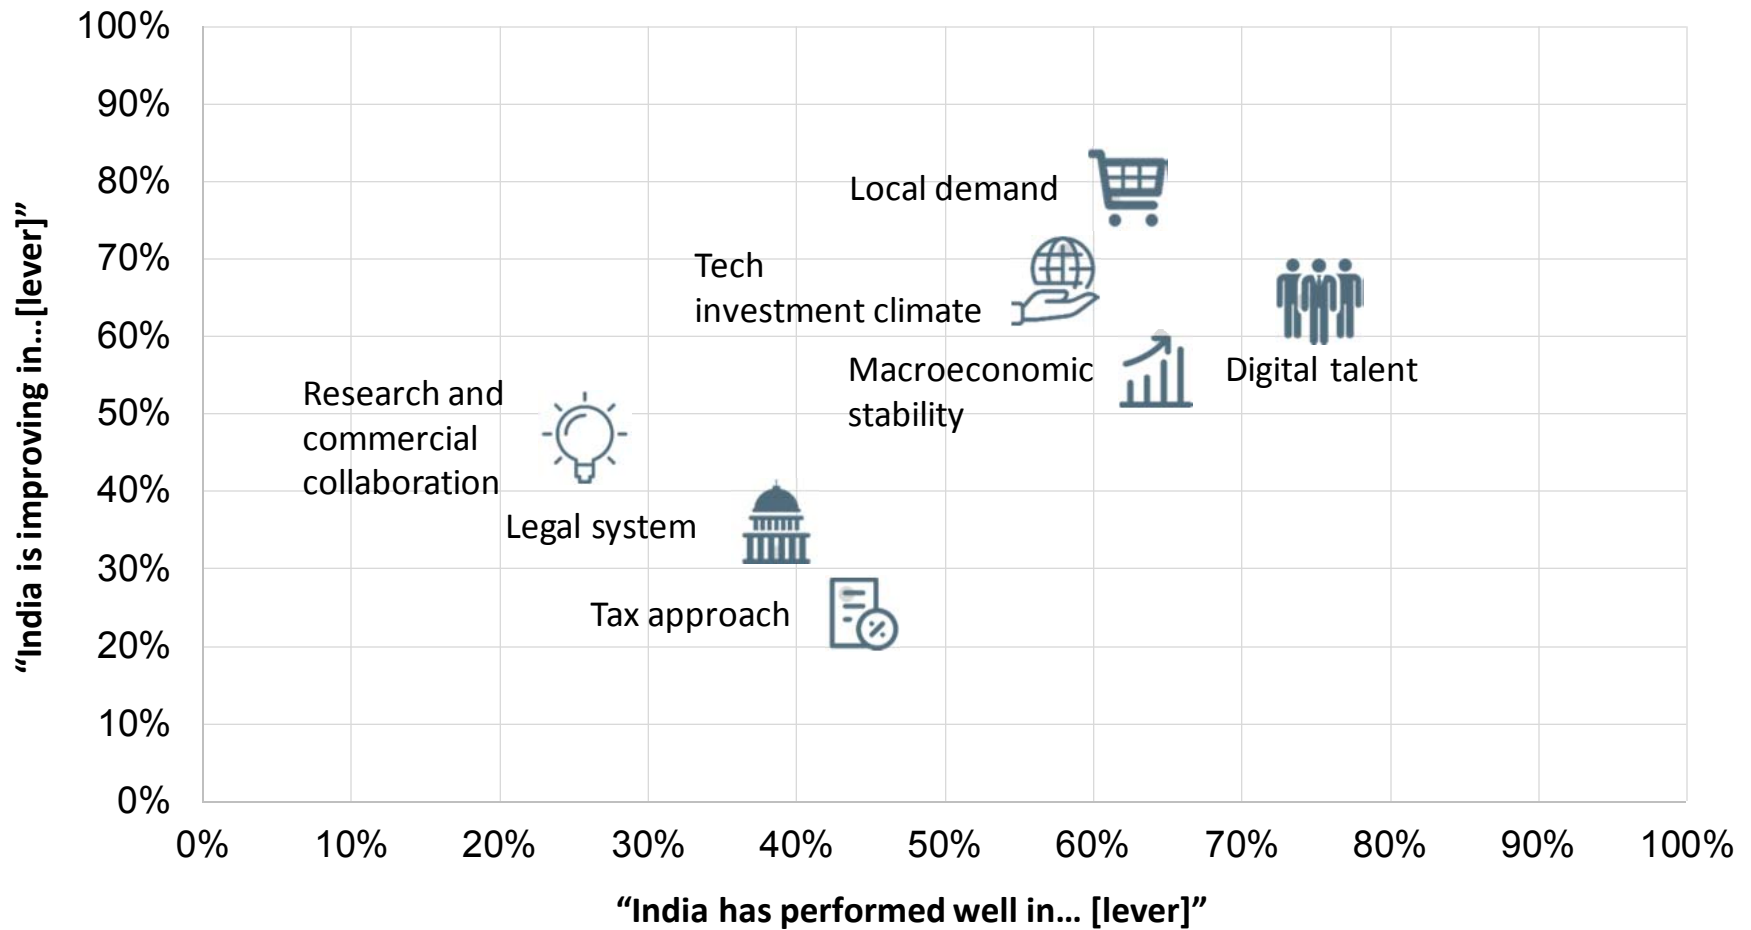 100%
90%
80%
70%
60%
50%
40%
30%
20%
10%
0%
“India is improving in…[lever]”
Local demand
Tech
investment climate
Macroeconomic
stability
Digital talent
Research and
commercial
collaboration
Legal system
Tax approach
%
0% 10% 20% 30% 40% 50% 60% 70% 80% 90% 100%
“India has performed well in… [lever]”